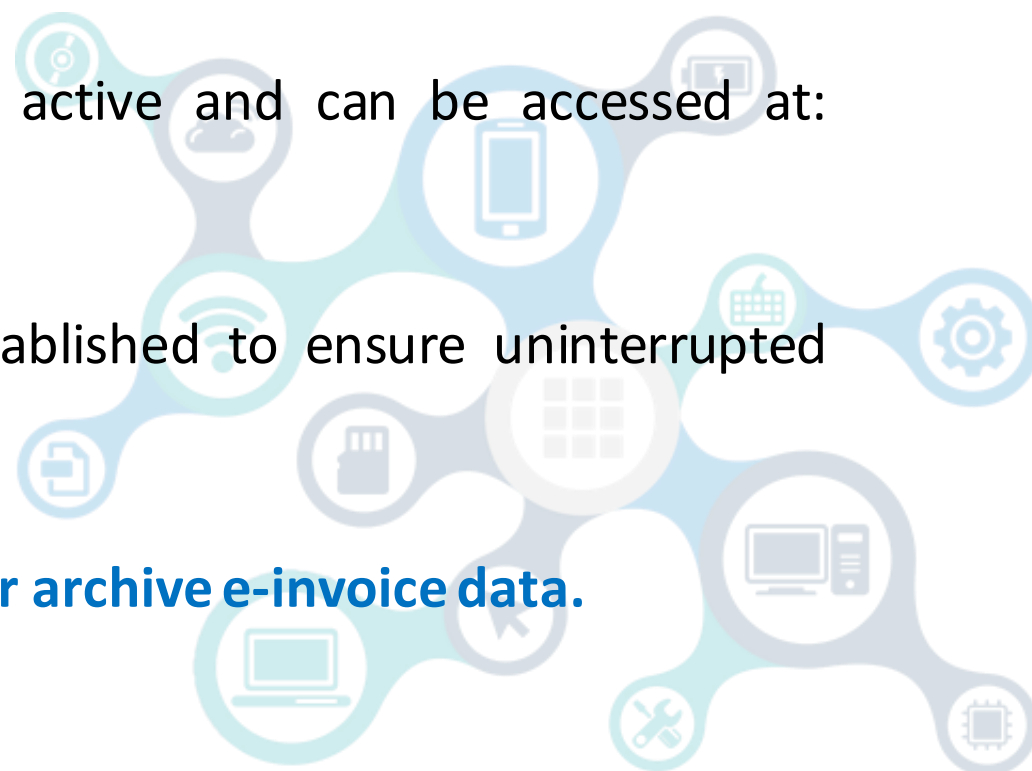 active and can be accessed at:
ablished to ensure uninterrupted
r archive e-invoice data.